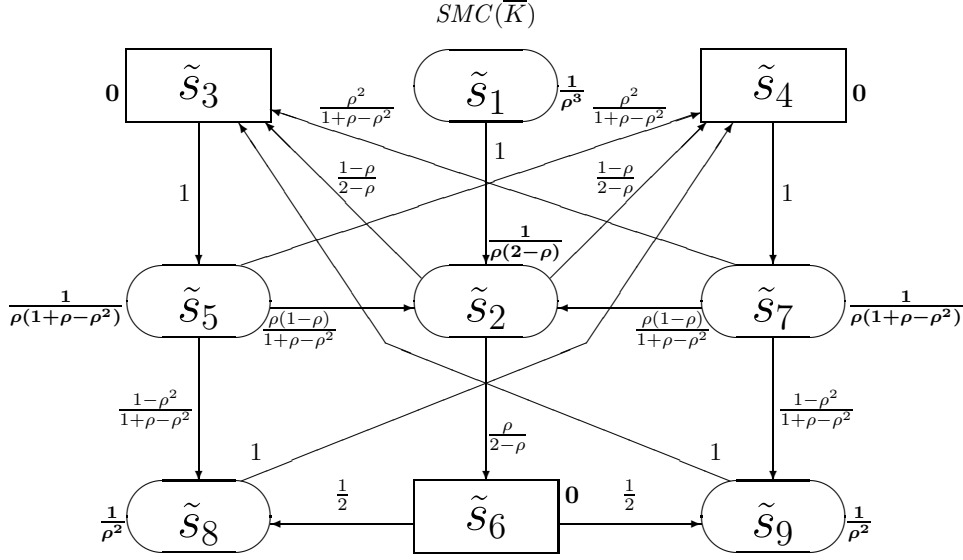 SMC(K̅)
0 s̃₃ ρ²/(1+ρ−ρ²) s̃₁ 1/ρ³ ρ²/(1+ρ−ρ²) s̃₄ 0
1 (1−ρ)/(2−ρ) 1 (1−ρ)/(2−ρ) 1
1/(ρ(1+ρ−ρ²)) s̃₅ s̃₂ 1/(ρ(2−ρ)) s̃₇ 1/(ρ(1+ρ−ρ²))
ρ(1−ρ)/(1+ρ−ρ²) ρ(1−ρ)/(1+ρ−ρ²)
(1−ρ²)/(1+ρ−ρ²) 1 ρ/(2−ρ) 1 (1−ρ²)/(1+ρ−ρ²)
1/ρ² s̃₈ 1/2 s̃₆ 0 1/2 s̃₉ 1/ρ²